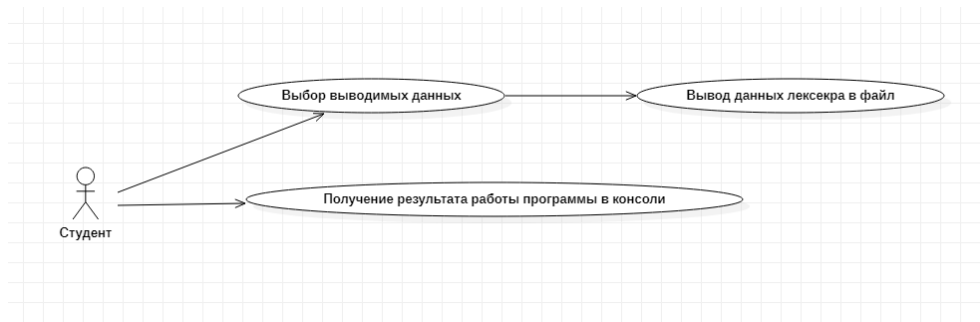 Выбор выводимых данных
Вывод данных лексекра в файл
Получение результата работы программы в консоли
Студент